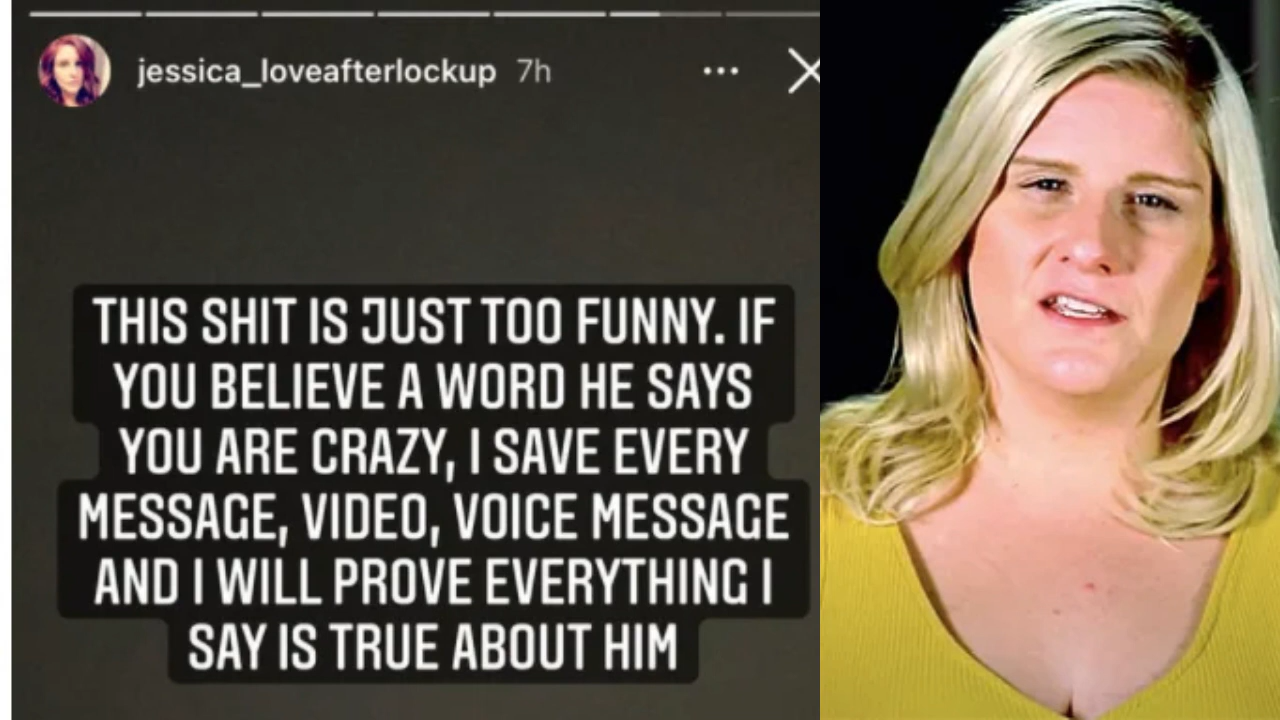 jessica_loveafterlockup 7h
THIS SHIT IS JUST TOO FUNNY. IF
YOU BELIEVE A WORD HE SAYS
YOU ARE CRAZY, I SAVE EVERY
MESSAGE, VIDEO, VOICE MESSAGE
AND I WILL PROVE EVERYTHING I
SAY IS TRUE ABOUT HIM